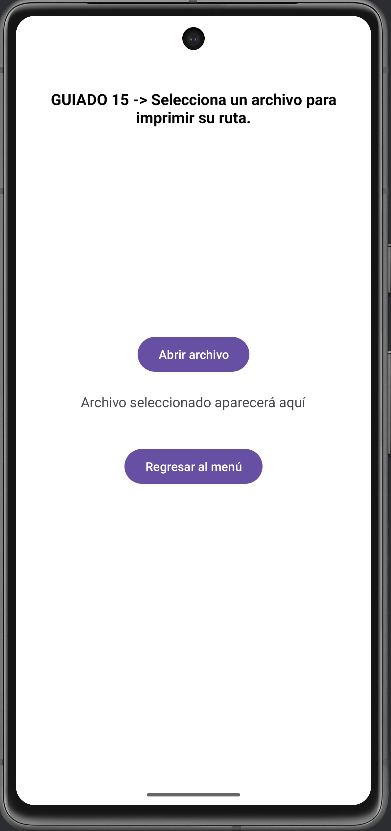 GUIADO 15 -> Selecciona un archivo para
imprimir su ruta.
Abrir archivo
Archivo seleccionado aparecerá aquí
Regresar al menú